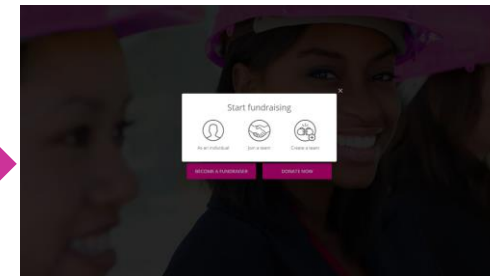 ×
Start fundraising
As an individual
Join a team
Create a team
BECOME A FUNDRAISER
DONATE NOW